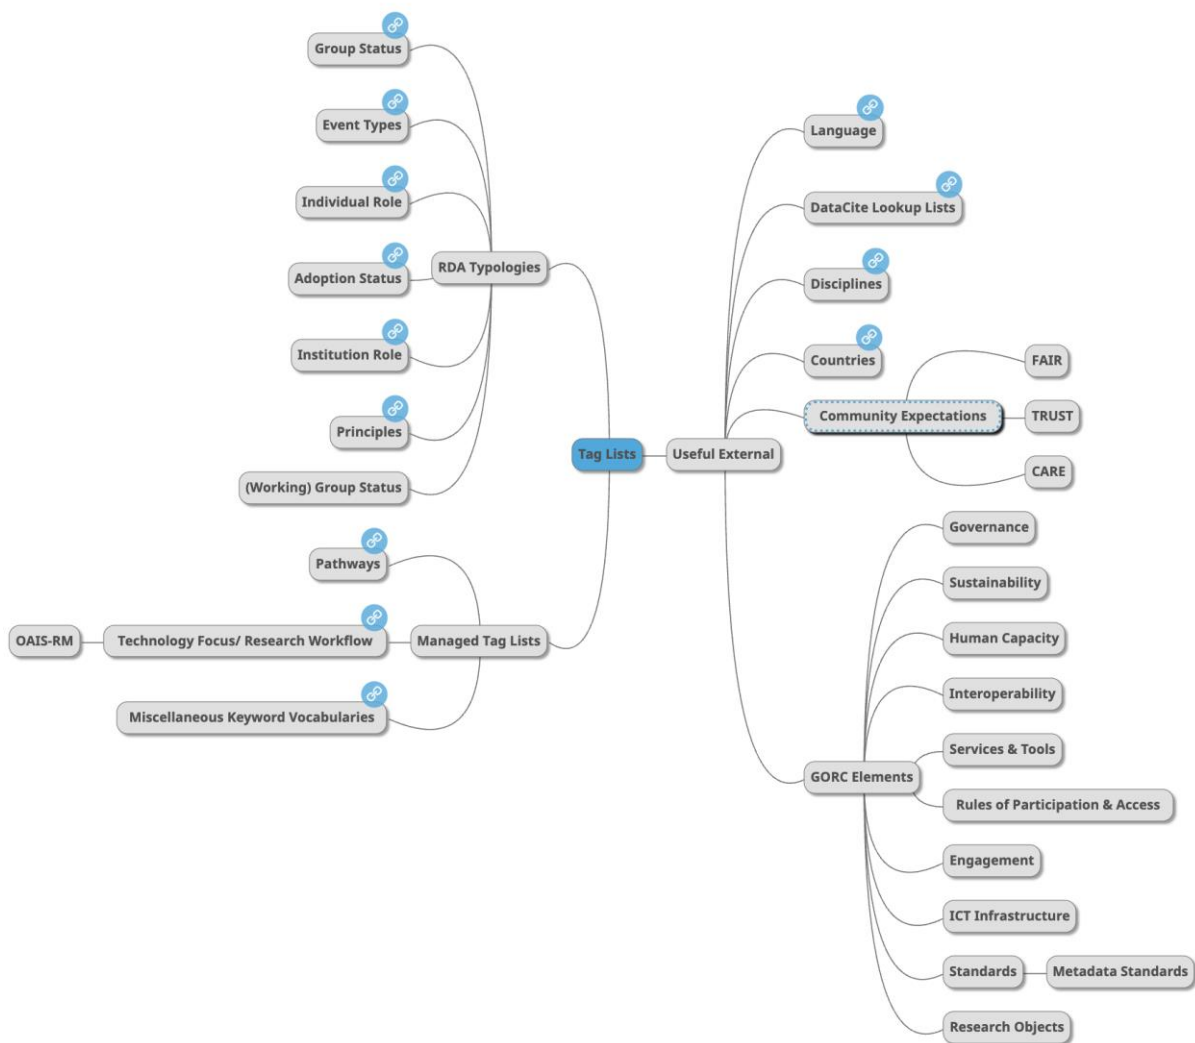 Group Status
Event Types
Individual Role
Adoption Status
RDA Typologies
Institution Role
Principles
(Working) Group Status
Pathways
OAIS-RM
Technology Focus/ Research Workflow
Managed Tag Lists
Miscellaneous Keyword Vocabularies
Tag Lists
Useful External
Language
DataCite Lookup Lists
Disciplines
Countries
Community Expectations
FAIR
TRUST
CARE
GORC Elements
Governance
Sustainability
Human Capacity
Interoperability
Services & Tools
Rules of Participation & Access
Engagement
ICT Infrastructure
Standards
Metadata Standards
Research Objects